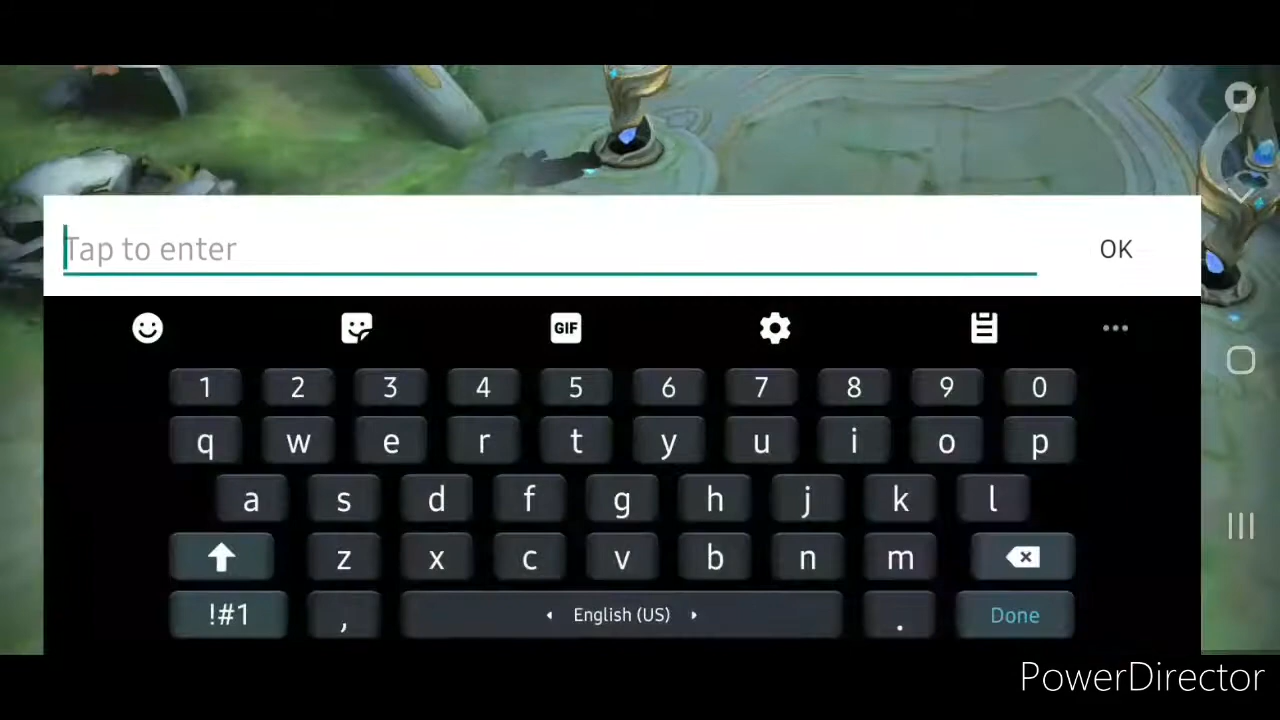 Tap to enter
OK
GIF
1 2 3 4 5 6 7 8 9 0
q w e r t y u i o p
a s d f g h j k l
z x c v b n m
!#1 , English (US) . Done
PowerDirector